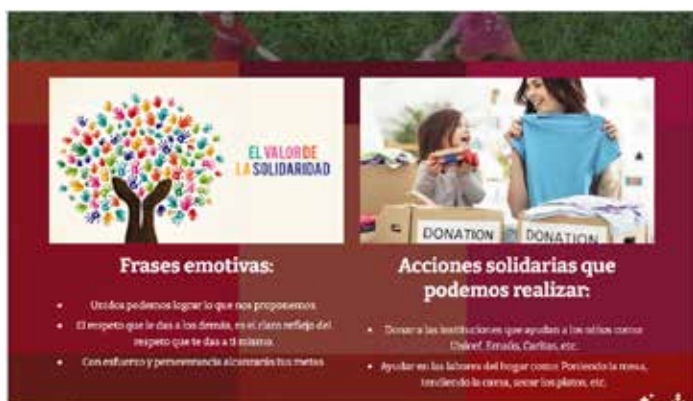 EL VALOR DE
LA SOLIDARIDAD
DONATION
DONATION
Frases emotivas:
Unidos podemos lograr lo que nos proponemos
El respeto que le das a los demás, es el claro reflejo del
respeto que te das a ti mismo.
Con esfuerzo y perseverancia alcanzarás tus metas
Acciones solidarias que
podemos realizar:
Donar a las instituciones que ayudan a los niños como
Unicef, Emaús, Caritas, etc.
Ayudar en las labores del hogar como: Poniendo la mesa,
tendiendo la cama, secar los platos, etc.